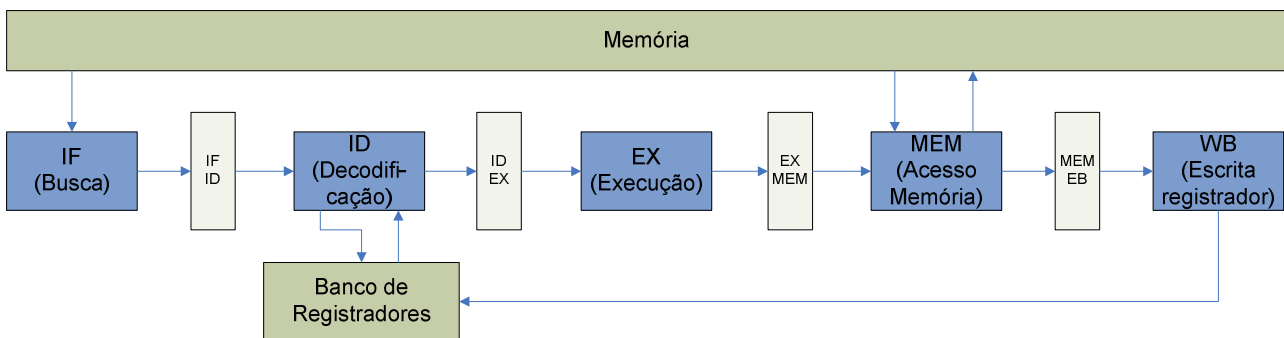 Memória
IF
(Busca)
IF
ID
ID
(Decodifi-
cação)
ID
EX
EX
(Execução)
EX
MEM
MEM
(Acesso
Memória)
MEM
EB
WB
(Escrita
registrador)
Banco de
Registradores